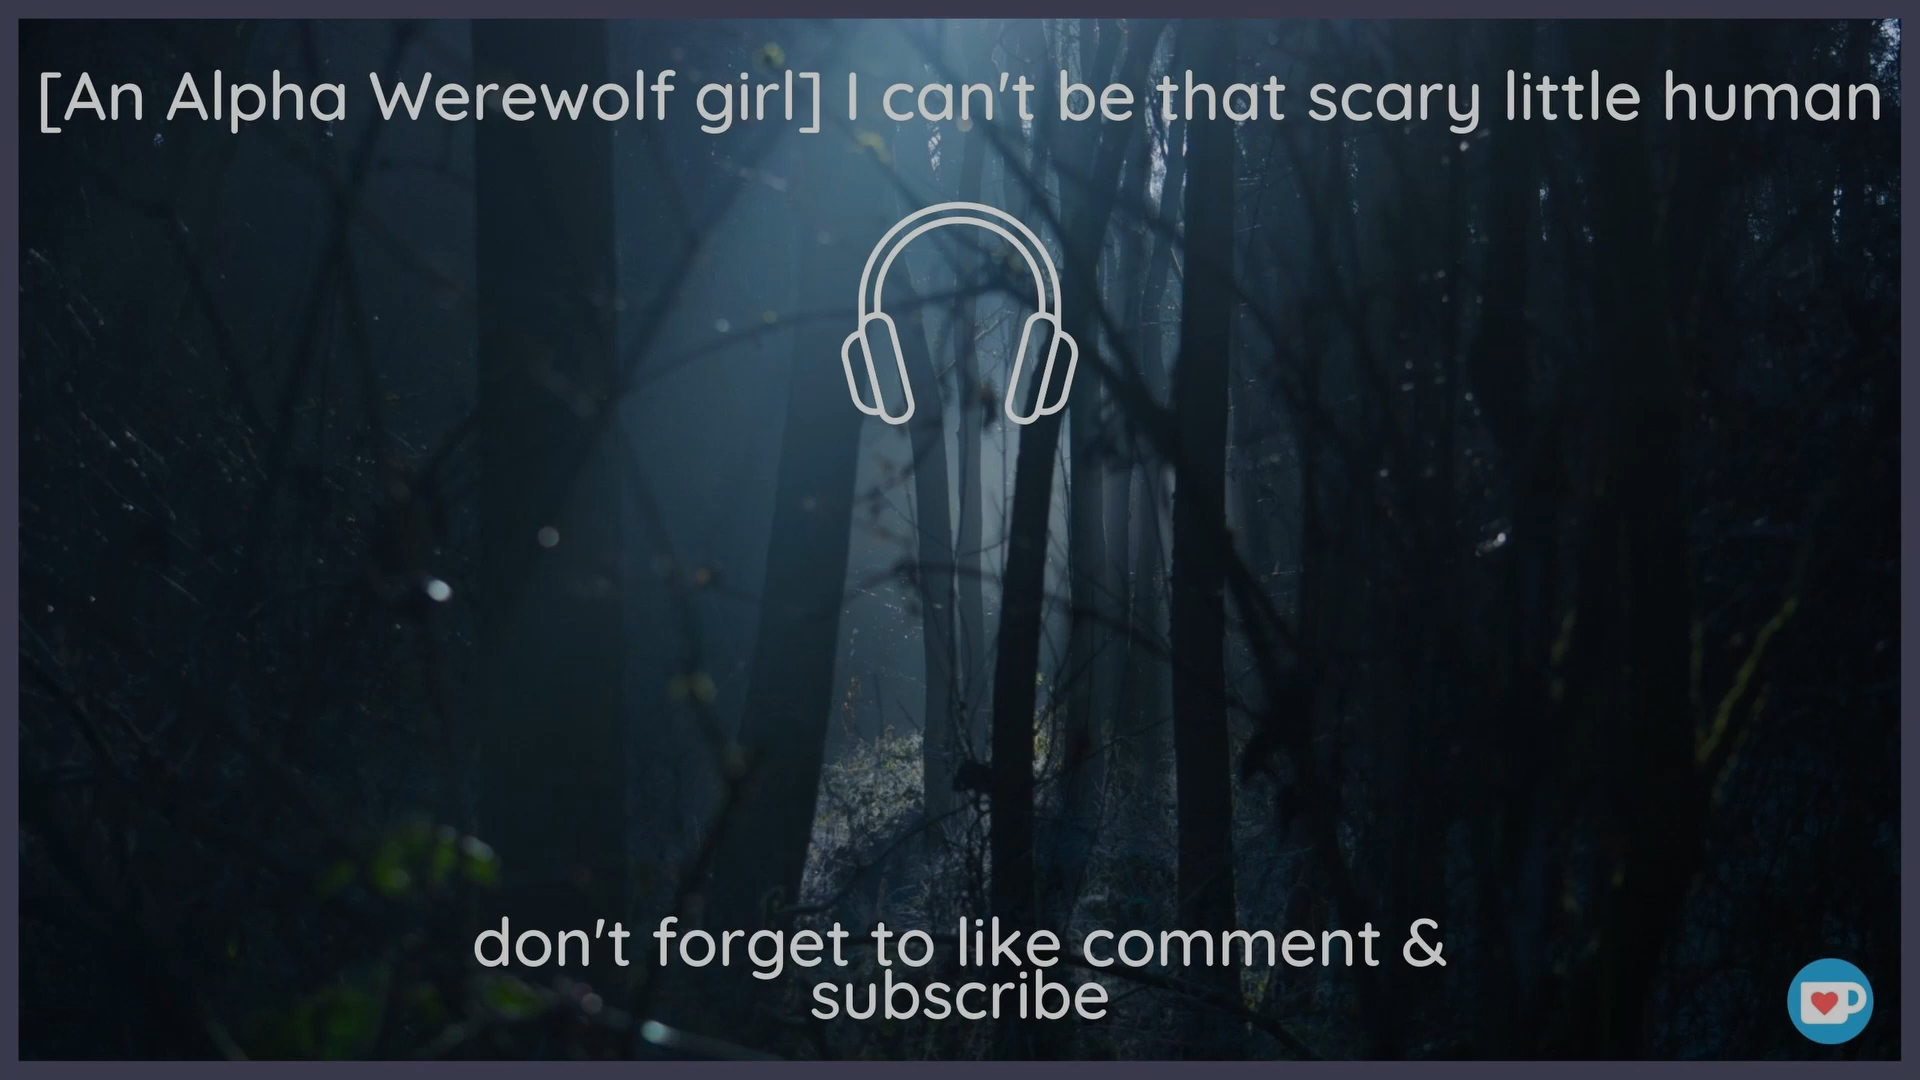 [An Alpha Werewolf girl] I can't be that scary little human
don't forget to like comment &
subscribe